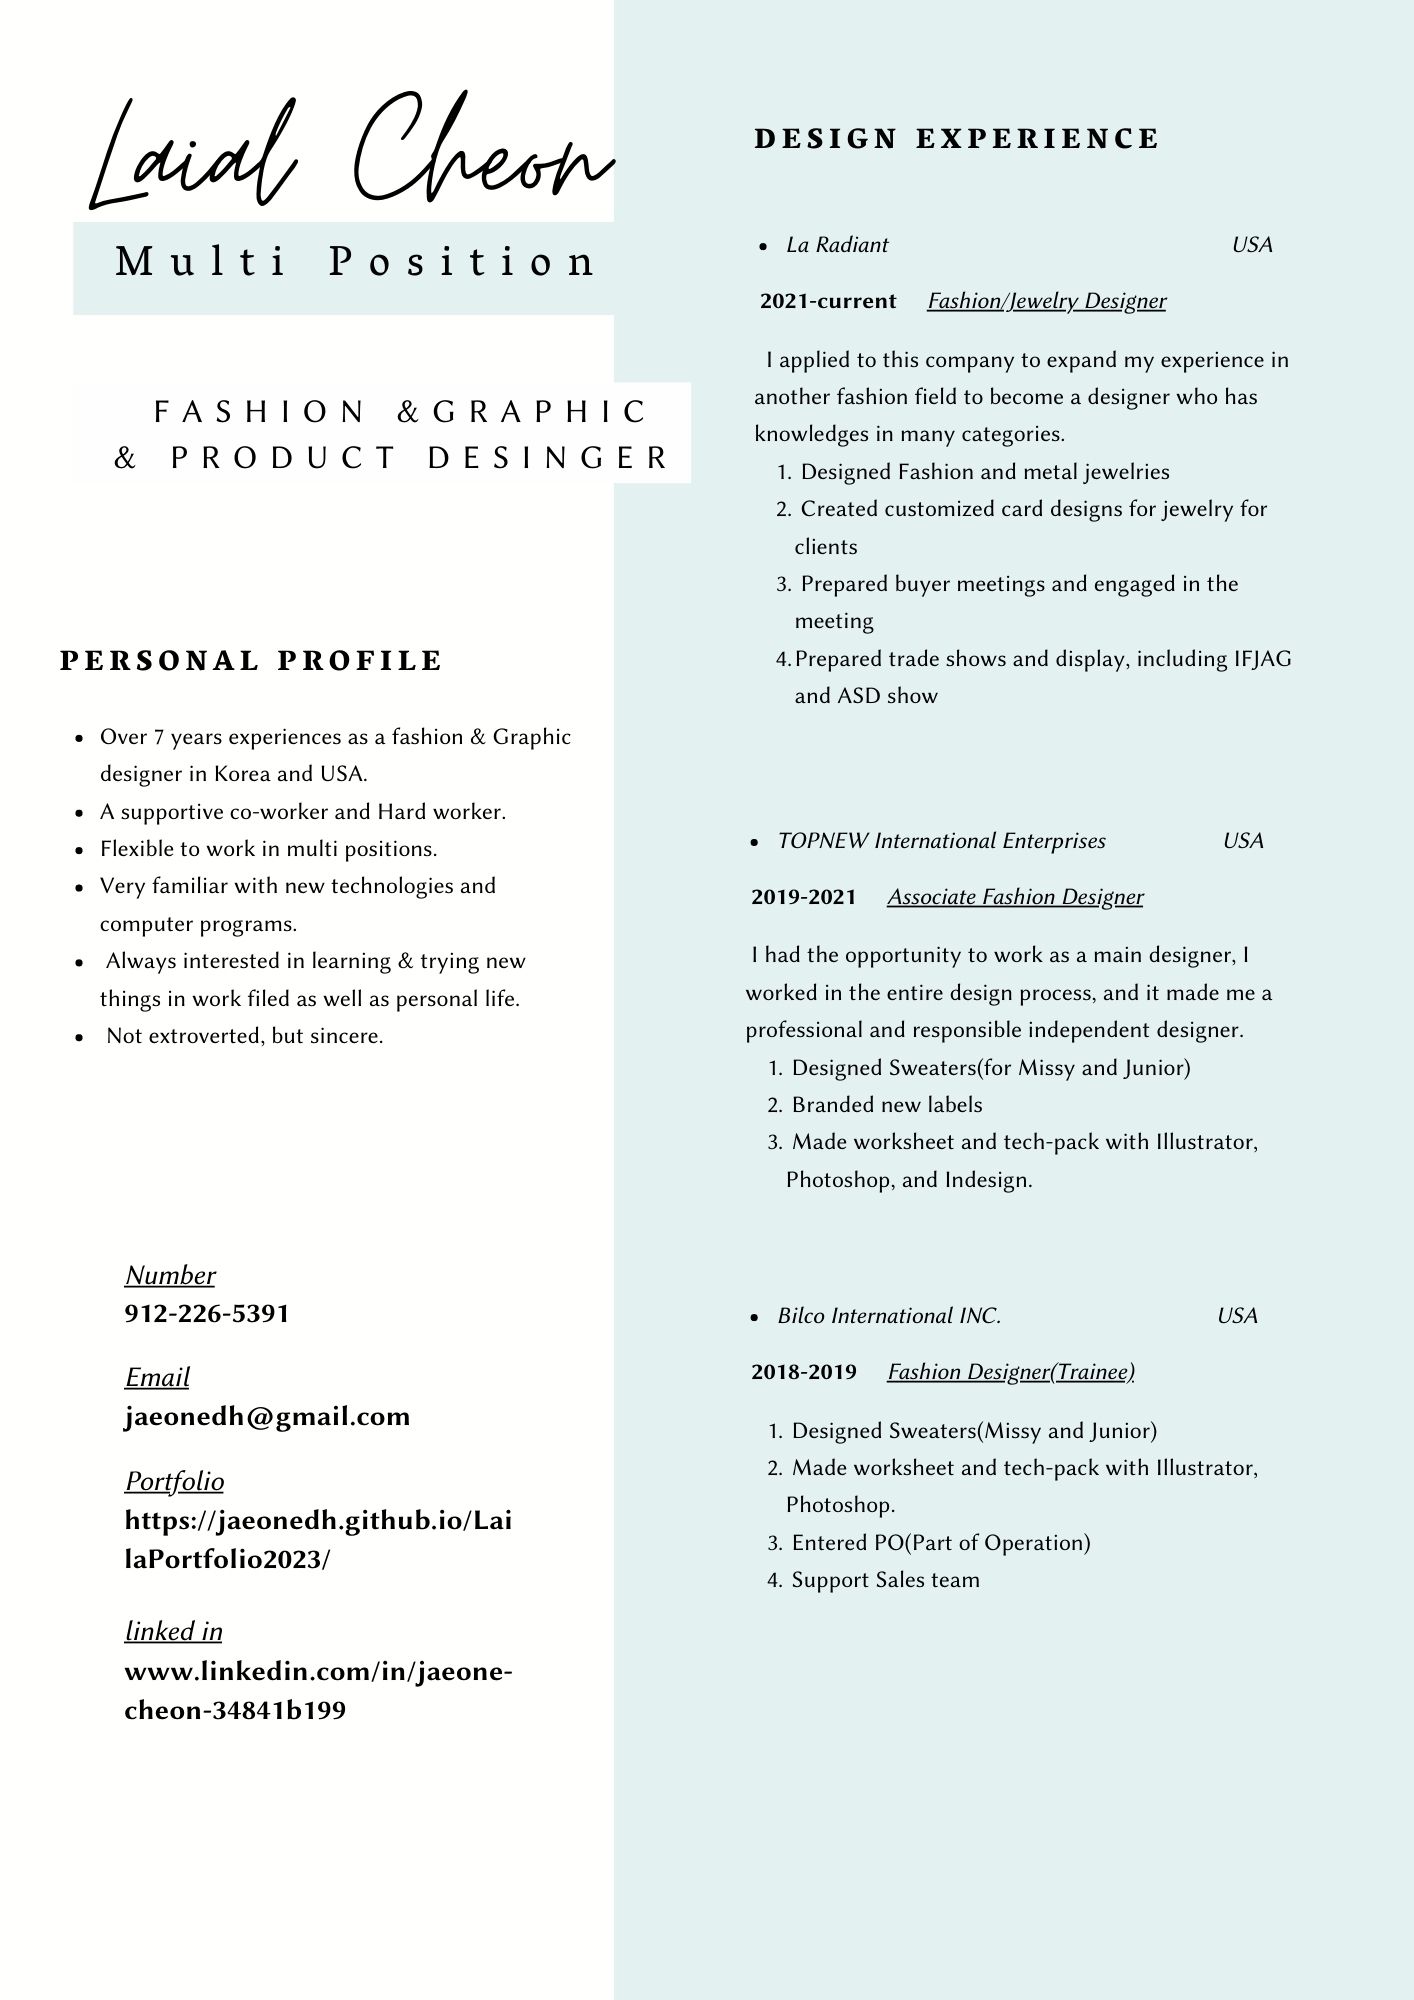 Laial Cheon
Multi Position
FASHION &GRAPHIC
& PRODUCT DESINGER
PERSONAL PROFILE
• Over 7 years experiences as a fashion & Graphic
designer in Korea and USA.
• A supportive co-worker and Hard worker.
• Flexible to work in multi positions.
• Very familiar with new technologies and
computer programs.
• Always interested in learning & trying new
things in work filed as well as personal life.
• Not extroverted, but sincere.
Number
912-226-5391
Email
jaeonedh@gmail.com
Portfolio
https://jaeonedh.github.io/Lai
laPortfolio2023/
linked in
www.linkedin.com/in/jaeone-
cheon-34841b199
DESIGN EXPERIENCE
• La Radiant USA
2021-current Fashion/Jewelry Designer
I applied to this company to expand my experience in
another fashion field to become a designer who has
knowledges in many categories.
1. Designed Fashion and metal jewelries
2. Created customized card designs for jewelry for
clients
3. Prepared buyer meetings and engaged in the
meeting
4. Prepared trade shows and display, including IFJAG
and ASD show
• TOPNEW International Enterprises USA
2019-2021 Associate Fashion Designer
I had the opportunity to work as a main designer, I
worked in the entire design process, and it made me a
professional and responsible independent designer.
1. Designed Sweaters(for Missy and Junior)
2. Branded new labels
3. Made worksheet and tech-pack with Illustrator,
Photoshop, and Indesign.
• Bilco International INC. USA
2018-2019 Fashion Designer(Trainee)
1. Designed Sweaters(Missy and Junior)
2. Made worksheet and tech-pack with Illustrator,
Photoshop.
3. Entered PO(Part of Operation)
4. Support Sales team